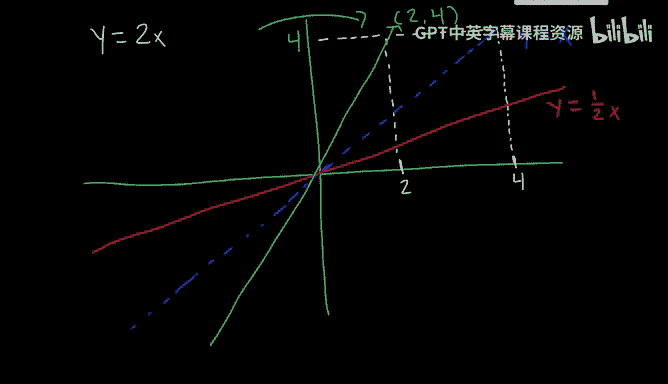 y = 2x
(2,4)
4
GPT中英字幕课程资源 bilibili
y = 1/2 x
2
4